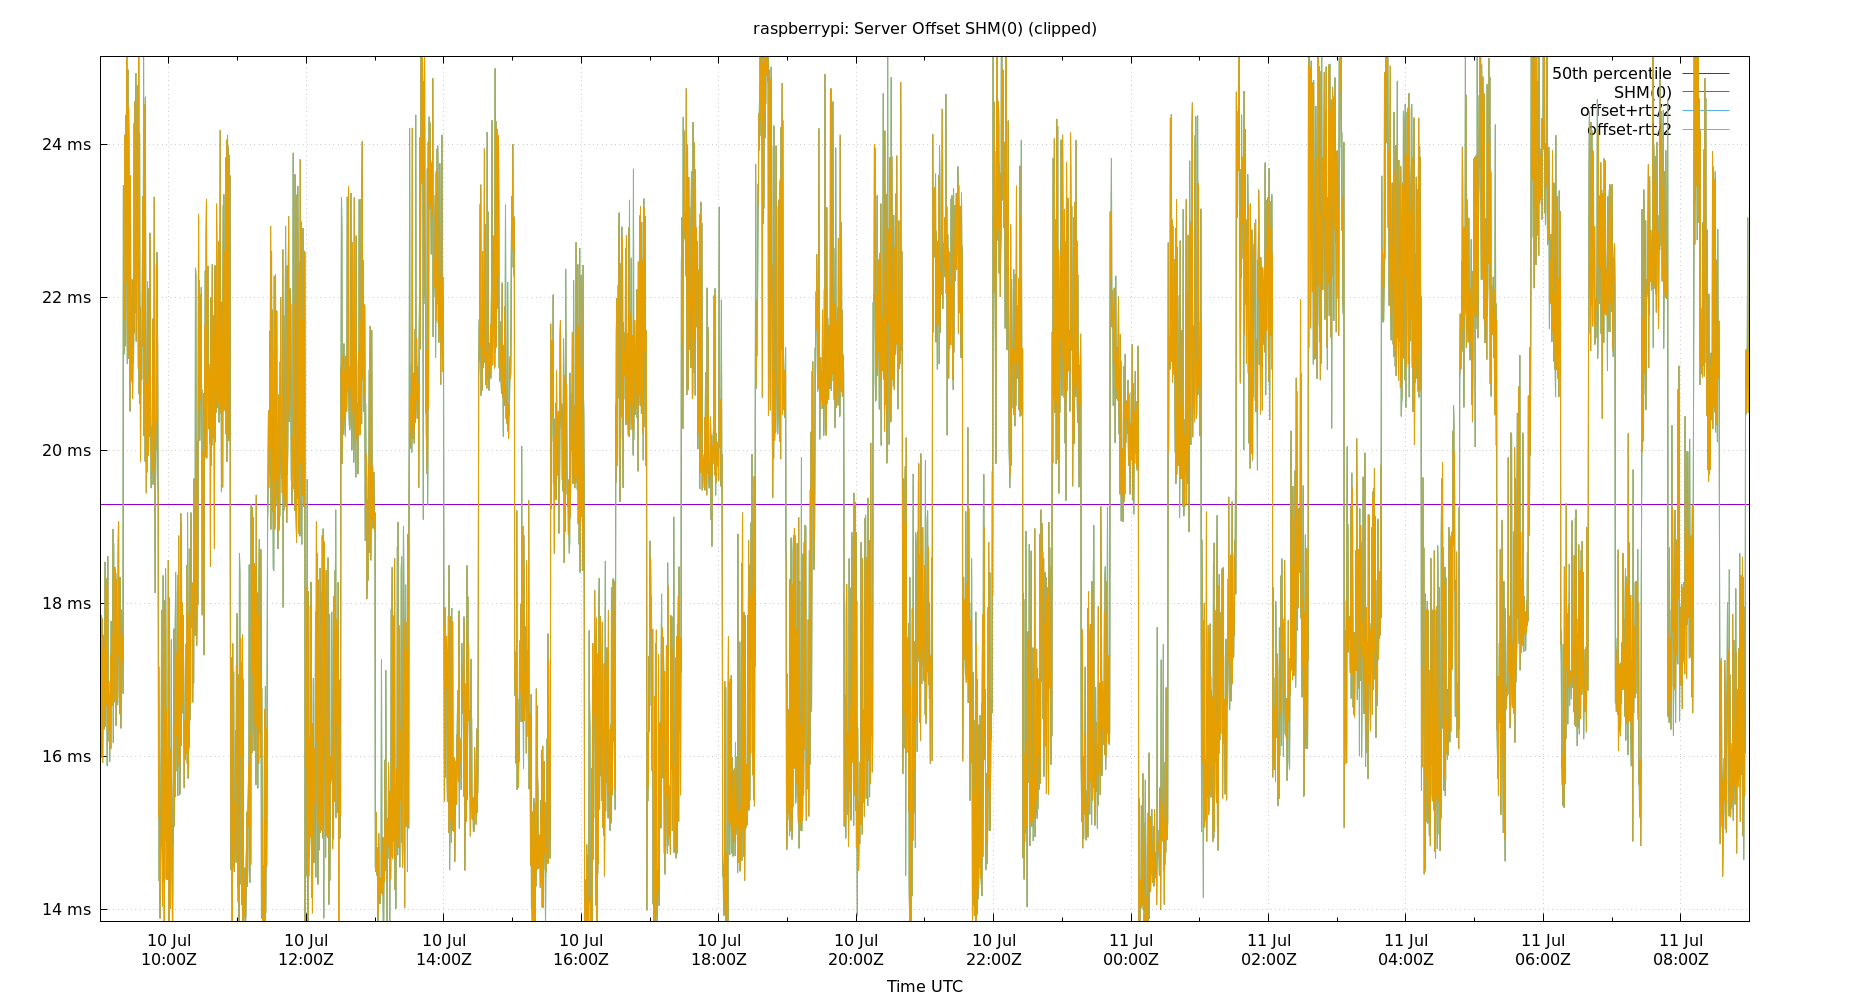 raspberrypi: Server Offset SHM(0) (clipped)
50th percentile
SHM(0)
offset+rtt/2
offset-rtt/2
24 ms
22 ms
20 ms
18 ms
16 ms
14 ms
10 Jul 10 Jul 10 Jul 10 Jul 10 Jul 10 Jul 10 Jul 11 Jul 11 Jul 11 Jul 11 Jul 11 Jul
10:00Z 12:00Z 14:00Z 16:00Z 18:00Z 20:00Z 22:00Z 00:00Z 02:00Z 04:00Z 06:00Z 08:00Z
Time UTC